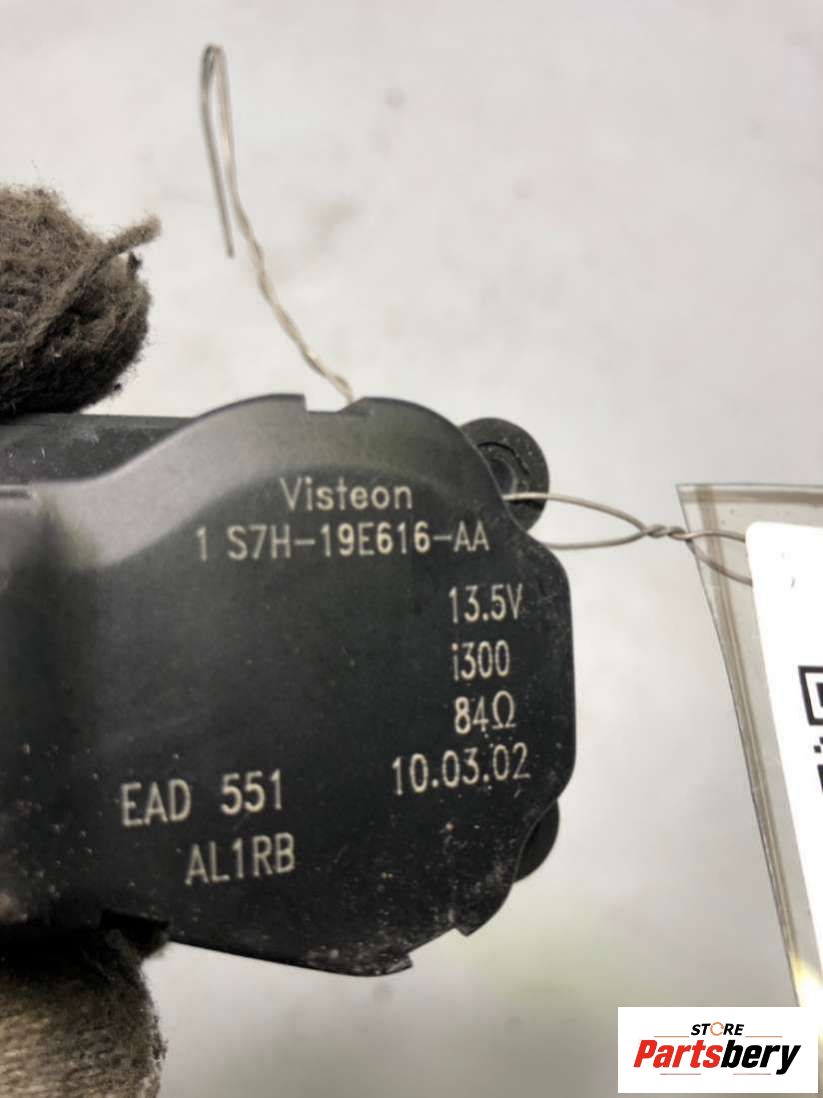 Visteon
1 S7H-19E616-AA
13.5V
i300
84Ω
10.03.02
EAD 551
AL1RB
STORE
Partsbery